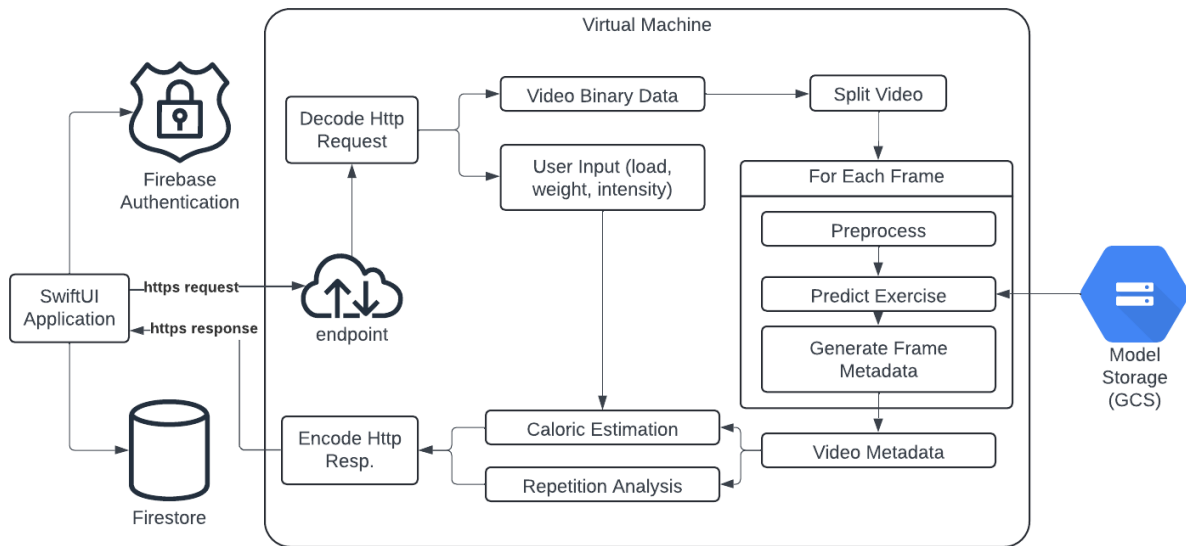 Virtual Machine
Firebase
Authentication
SwiftUI
Application
https request
https response
Firestore
endpoint
Decode Http
Request
Video Binary Data
User Input (load,
weight, intensity)
Split Video
For Each Frame
Preprocess
Predict Exercise
Generate Frame
Metadata
Model
Storage
(GCS)
Video Metadata
Caloric Estimation
Repetition Analysis
Encode Http
Resp.